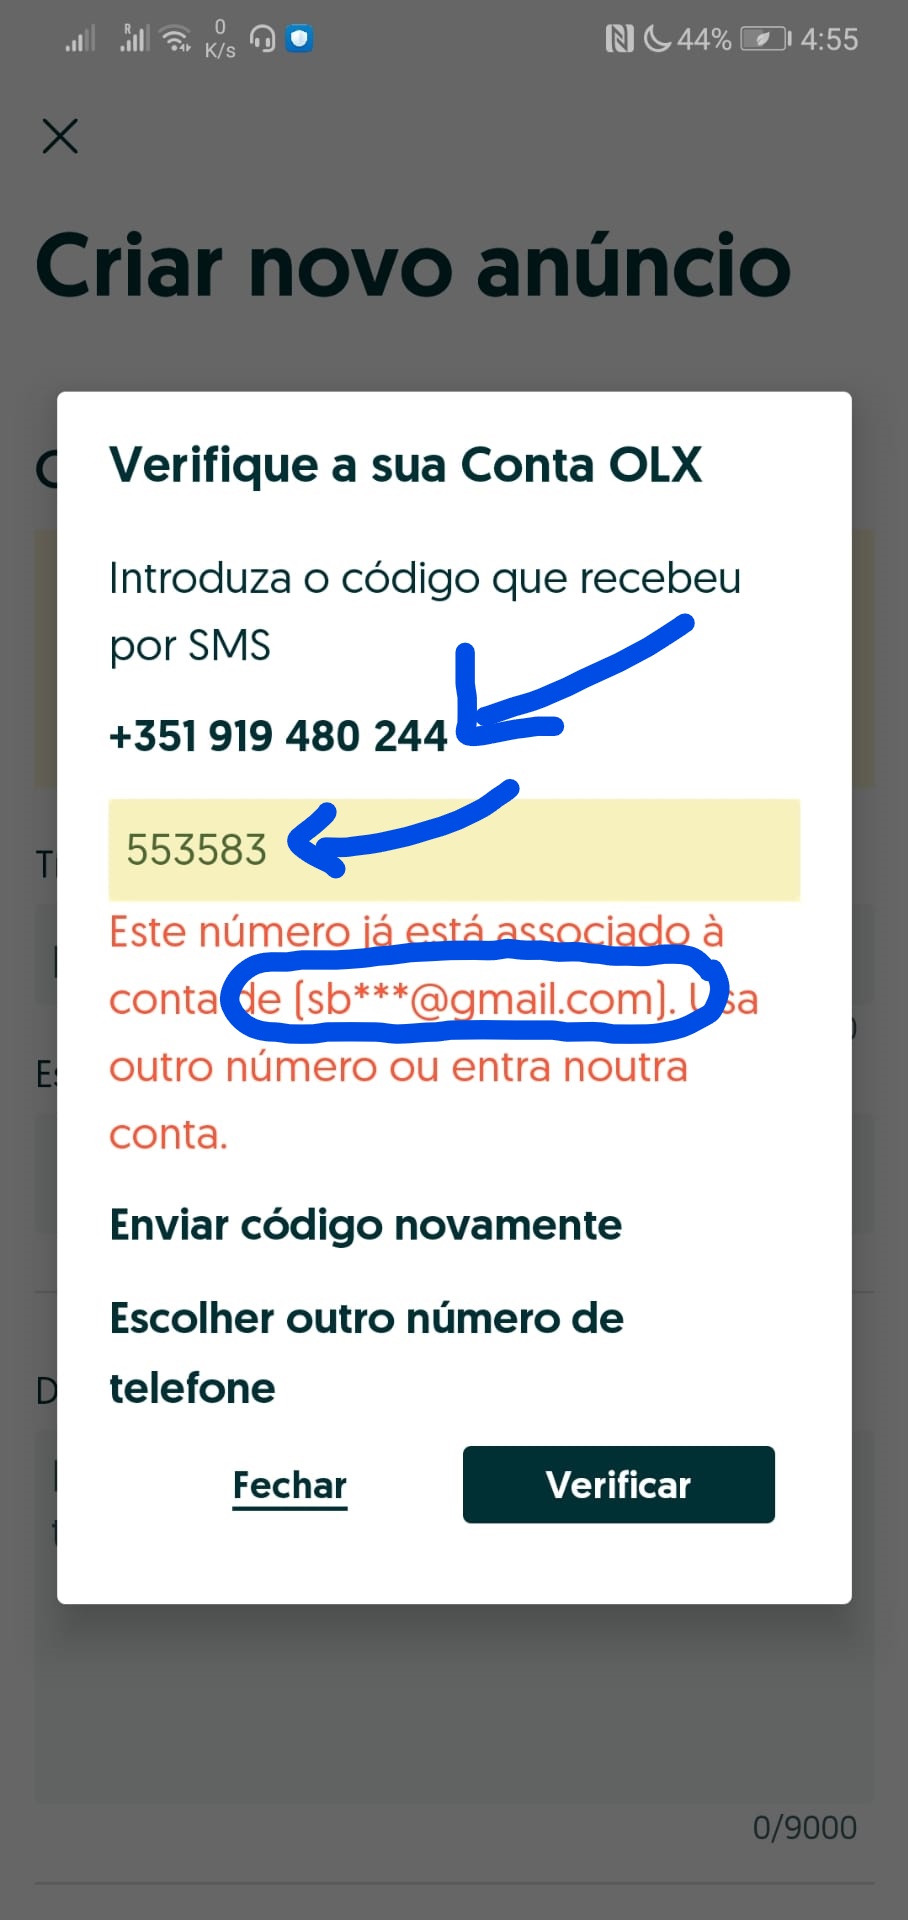 R
0
K/s
44%
4:55
Criar novo anúncio
Verifique a sua Conta OLX
Introduza o código que recebeu
por SMS
+351 919 480 244
553583
Este número já está associado à
conta de [sb***@gmail.com]. Usa
outro número ou entra noutra
conta.
Enviar código novamente
Escolher outro número de
telefone
Fechar
Verificar
0/9000